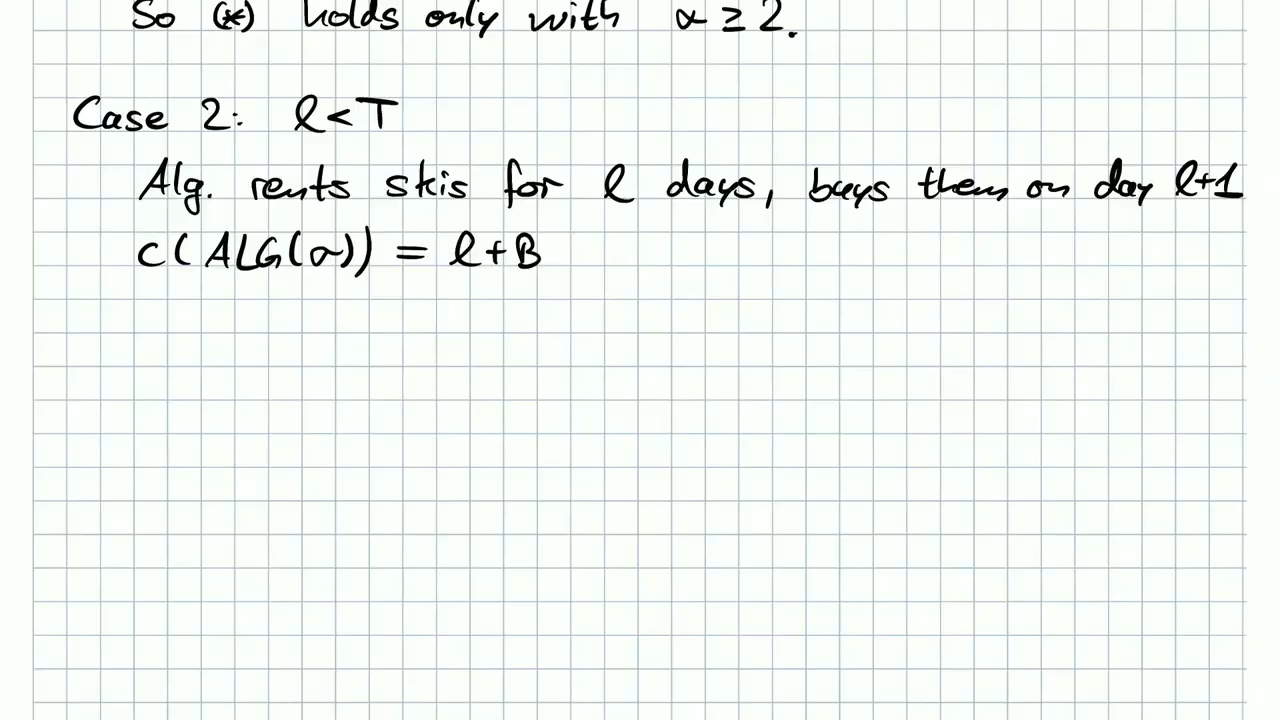 So (*) holds only with α ≥ 2.
Case 2: l < T
Alg. rents skis for l days, buys them on day l+1
c(ALG(σ)) = l+B